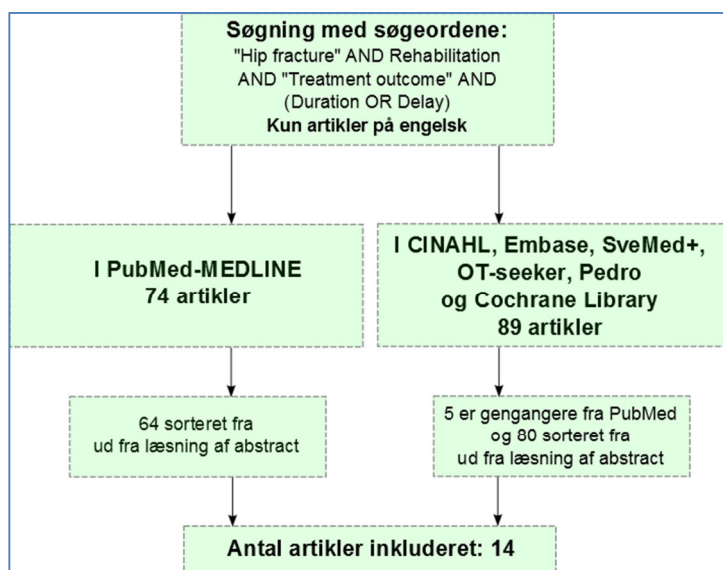 Søgning med søgeordene:
"Hip fracture" AND Rehabilitation
AND "Treatment outcome" AND
(Duration OR Delay)
Kun artikler på engelsk
I PubMed-MEDLINE
74 artikler
I CINAHL, Embase, SveMed+,
OT-seeker, Pedro
og Cochrane Library
89 artikler
64 sorteret fra
ud fra læsning af abstract
5 er gengangere fra PubMed
og 80 sorteret fra
ud fra læsning af abstract
Antal artikler inkluderet: 14